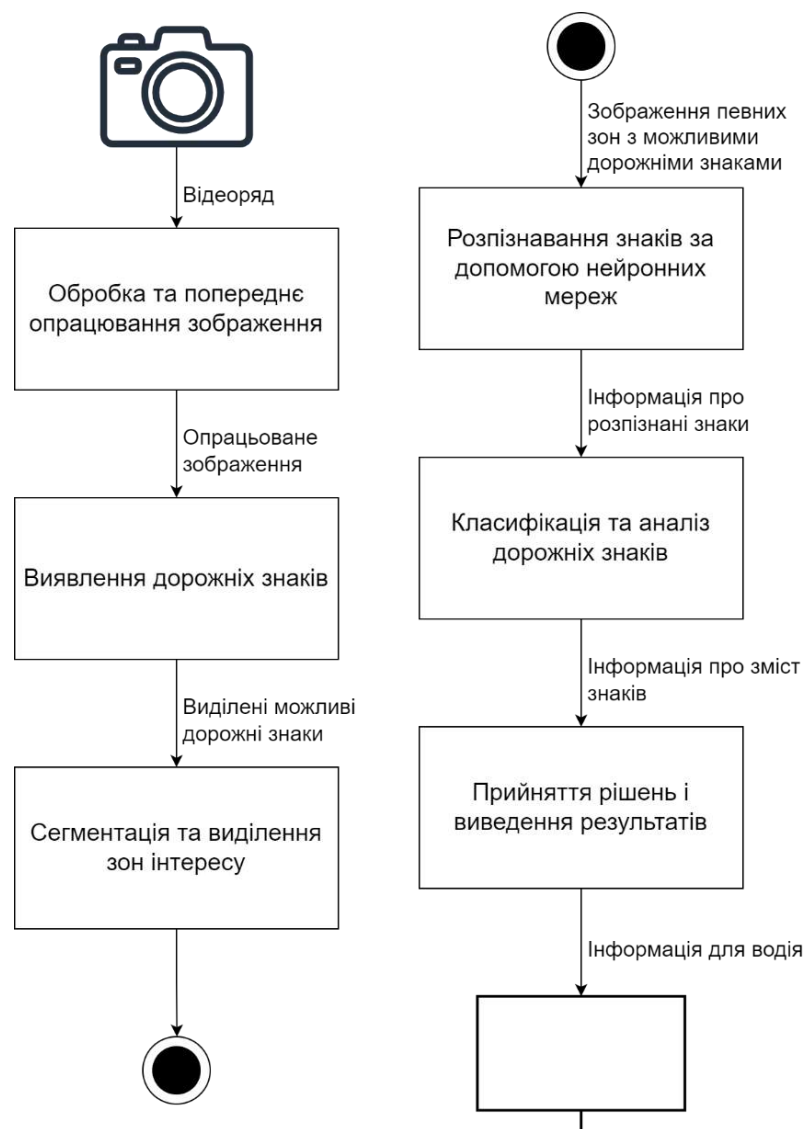 Відеоряд
Обробка та попереднє
опрацювання зображення
Опрацьоване
зображення
Виявлення дорожніх знаків
Виділені можливі
дорожні знаки
Сегментація та виділення
зон інтересу
Зображення певних
зон з можливими
дорожніми знаками
Розпізнавання знаків за
допомогою нейронних
мереж
Інформація про
розпізнані знаки
Класифікація та аналіз
дорожніх знаків
Інформація про зміст
знаків
Прийняття рішень і
виведення результатів
Інформація для водія